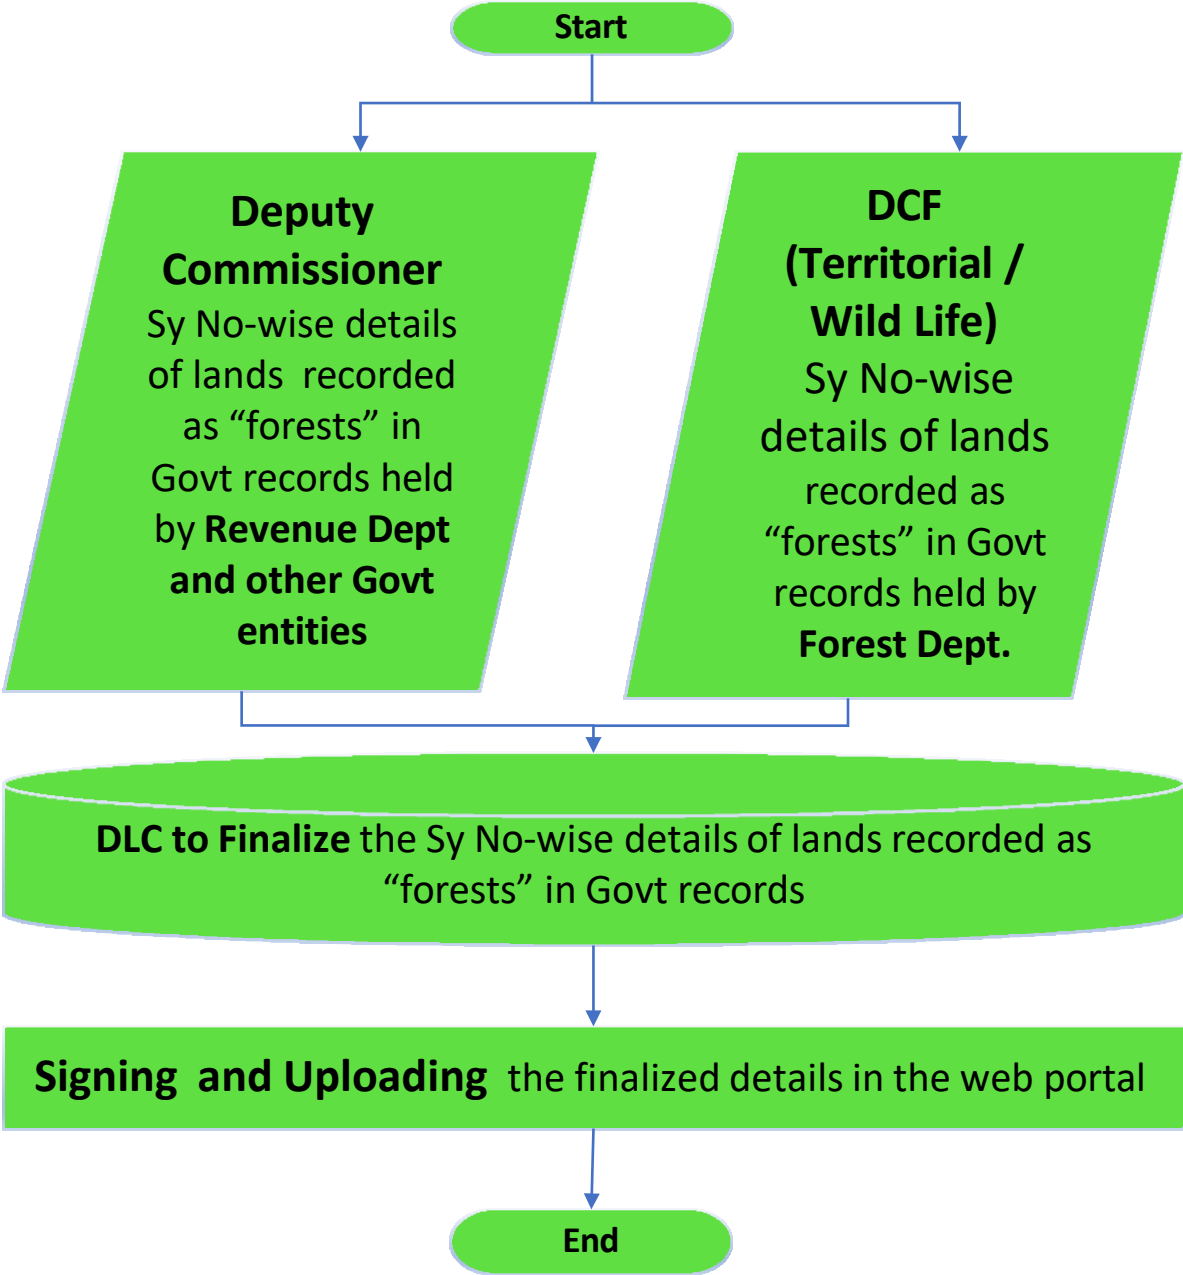 Start
Deputy
Commissioner
Sy No-wise details
of lands recorded
as “forests” in
Govt records held
by Revenue Dept
and other Govt
entities
DCF
(Territorial /
Wild Life)
Sy No-wise
details of lands
recorded as
“forests” in Govt
records held by
Forest Dept.
DLC to Finalize the Sy No-wise details of lands recorded as
“forests” in Govt records
Signing and Uploading the finalized details in the web portal
End